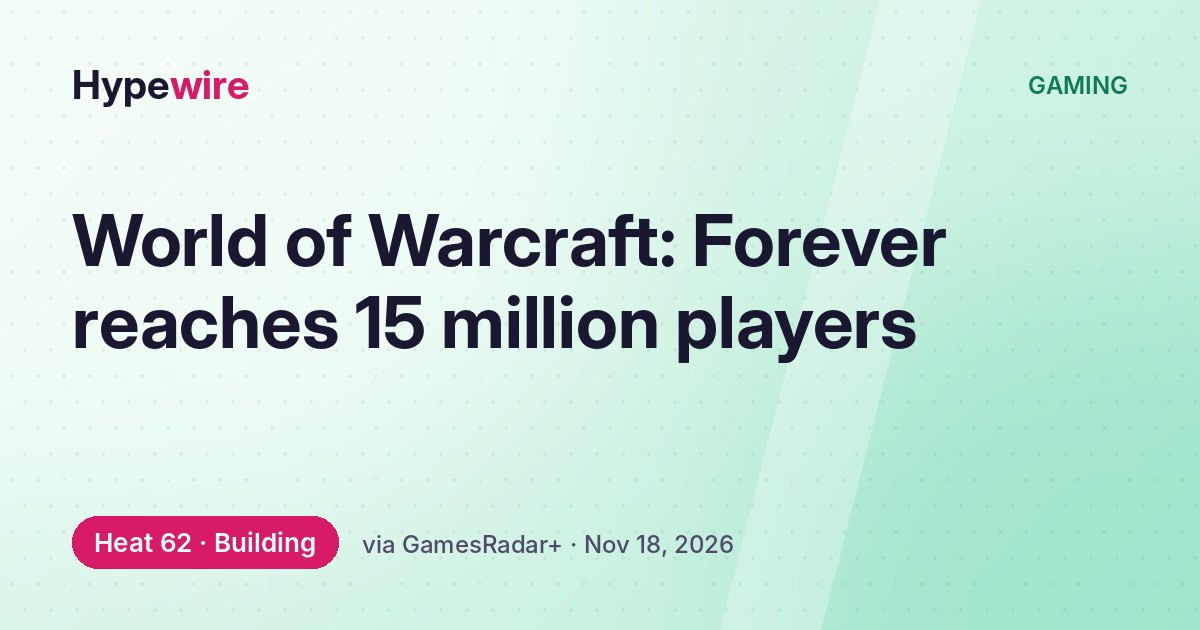 Hypewire
GAMING
World of Warcraft: Forever
reaches 15 million players
Heat 62 · Building
via GamesRadar+ · Nov 18, 2026